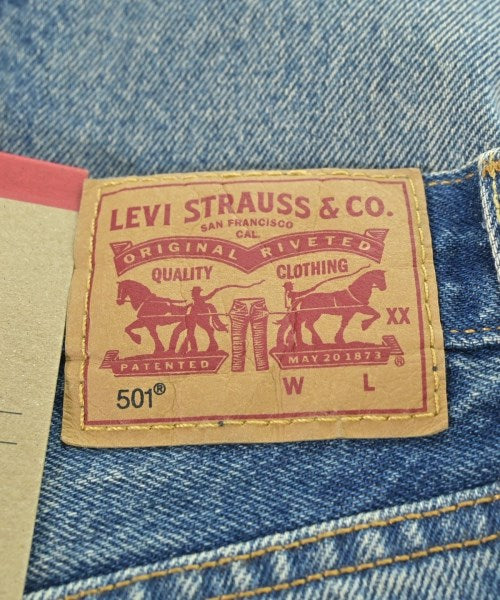 LEVI STRAUSS & CO.
SAN FRANCISCO
CAL.
ORIGINAL RIVETED
QUALITY CLOTHING
XX
PATENTED MAY 20 1873 ®
501® W L